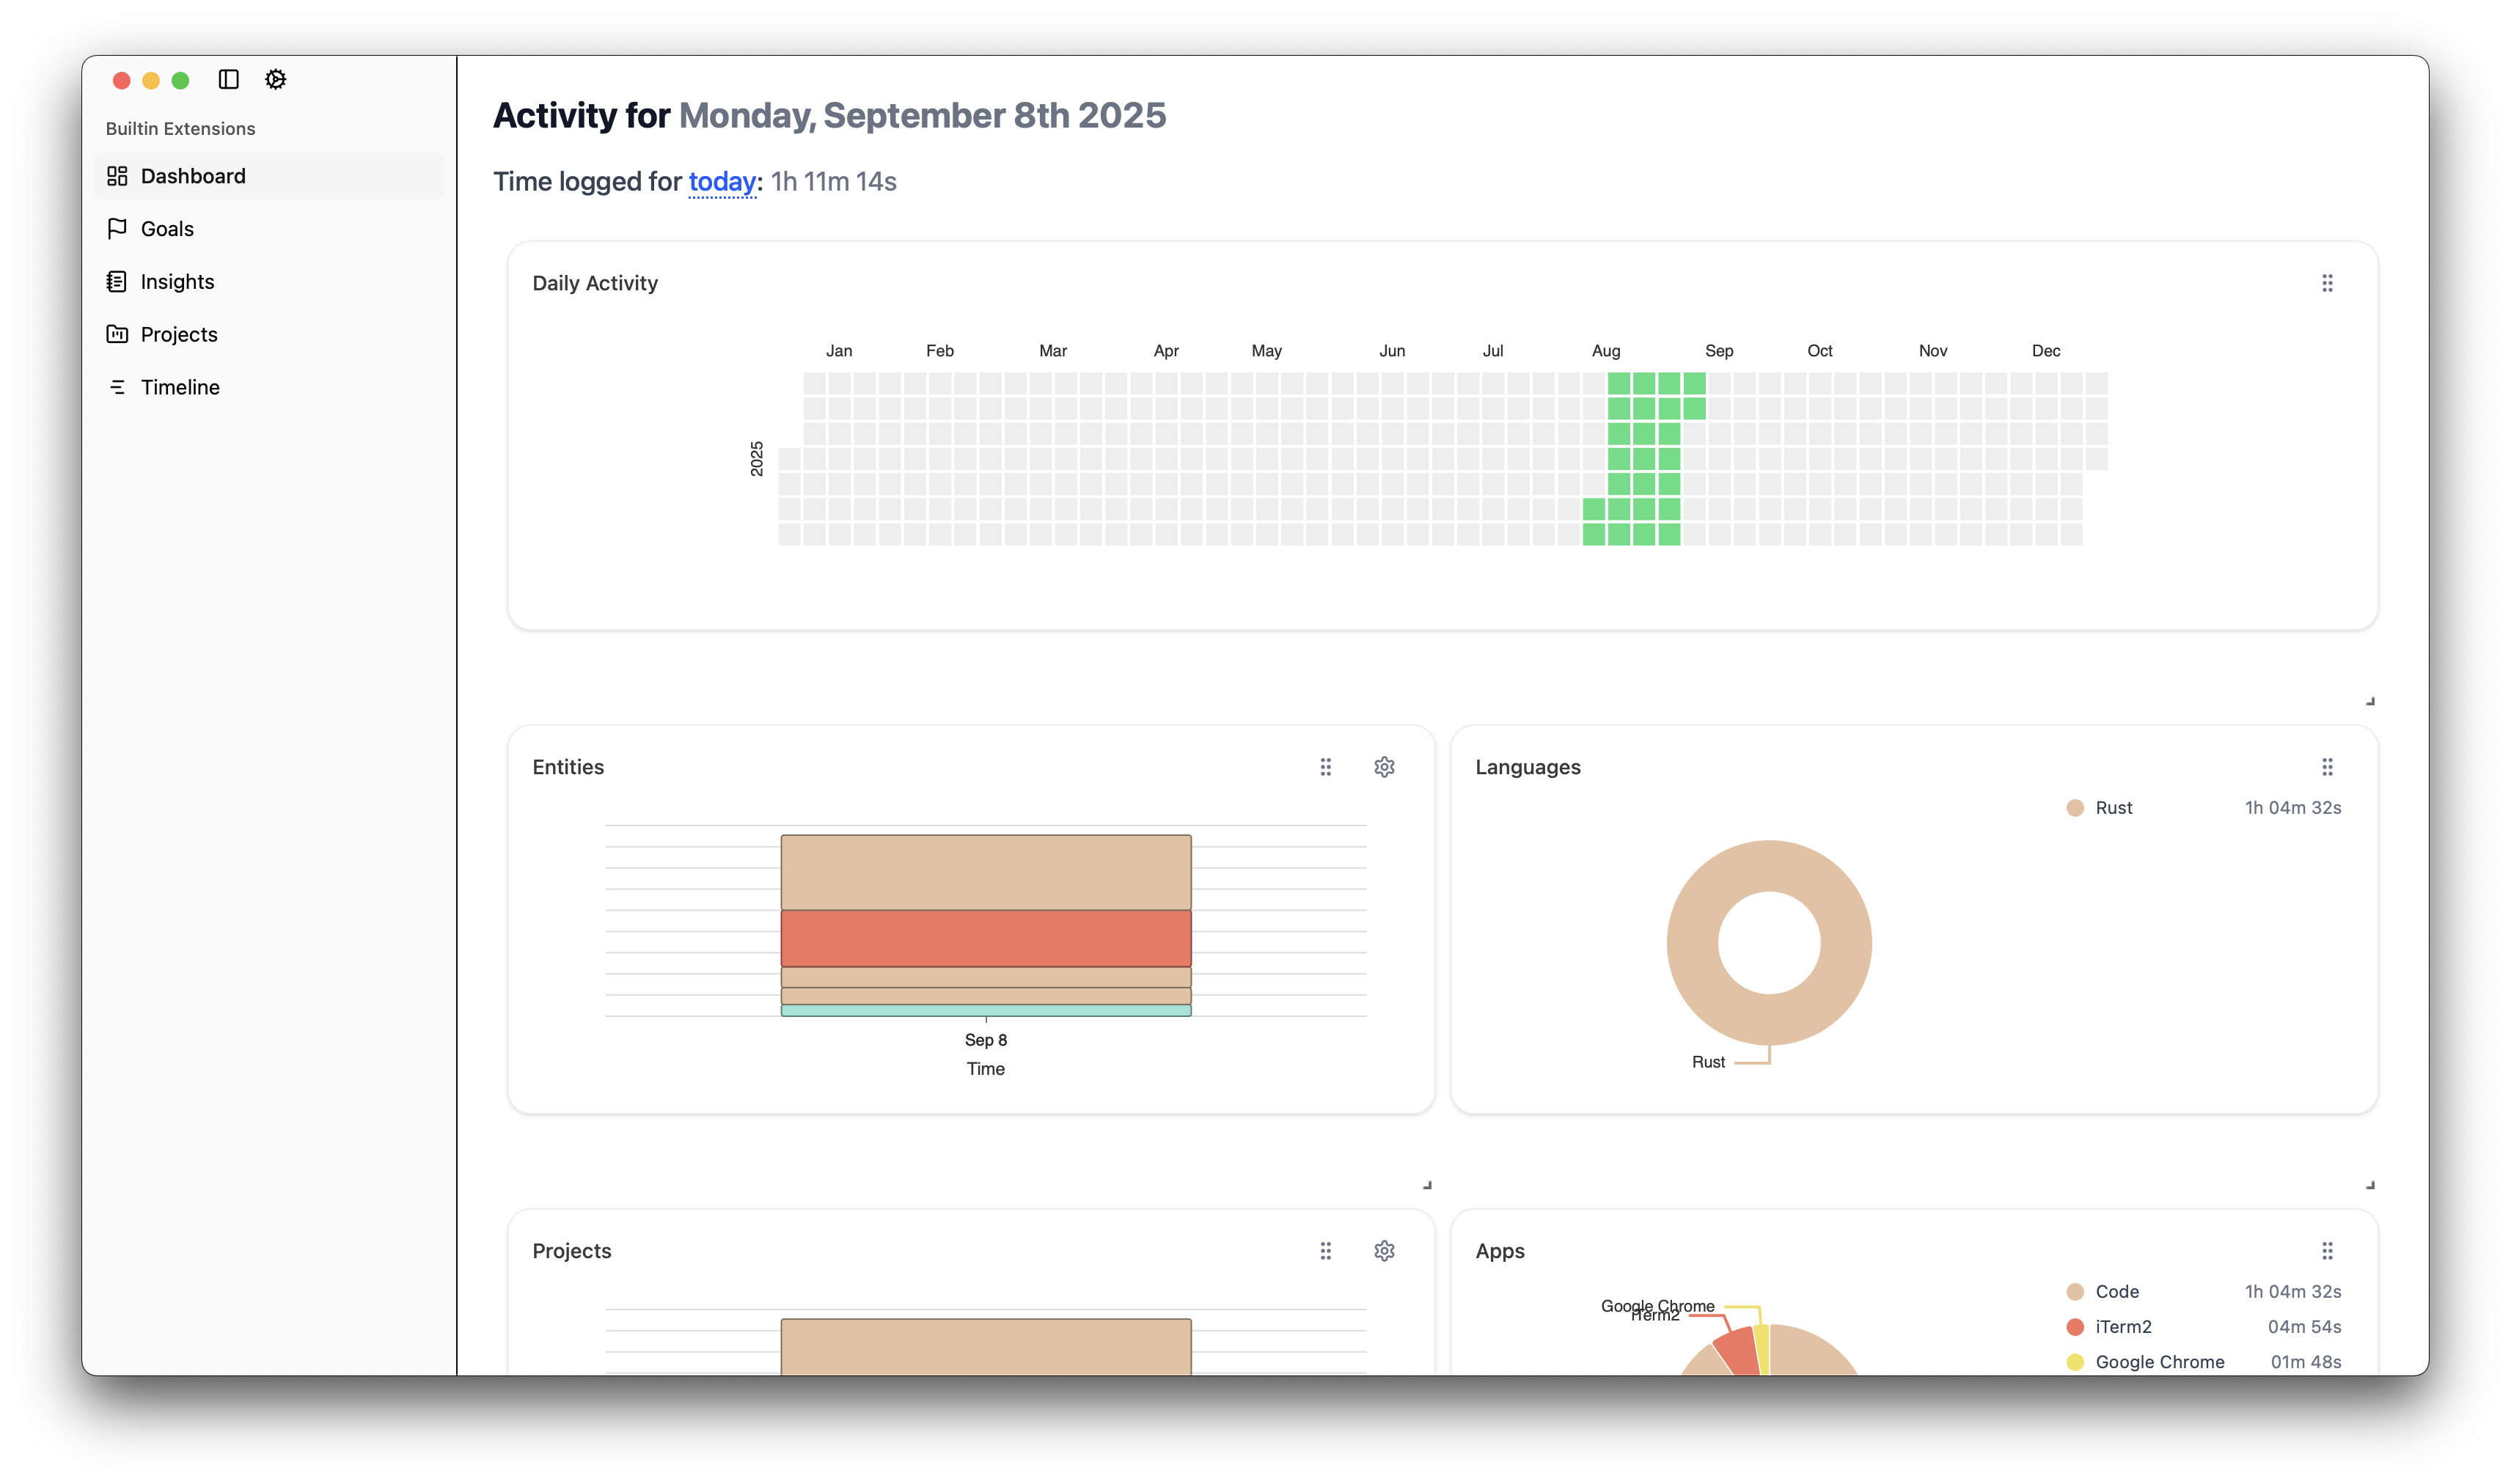 Builtin Extensions
Dashboard
Goals
Insights
Projects
Timeline
Activity for Monday, September 8th 2025
Time logged for today: 1h 11m 14s
Daily Activity
Jan Feb Mar Apr May Jun Jul Aug Sep Oct Nov Dec
2025
Entities
Sep 8
Time
Languages
Rust 1h 04m 32s
Rust
Projects
Apps
Google Chrome
iTerm2
Code 1h 04m 32s
iTerm2 04m 54s
Google Chrome 01m 48s